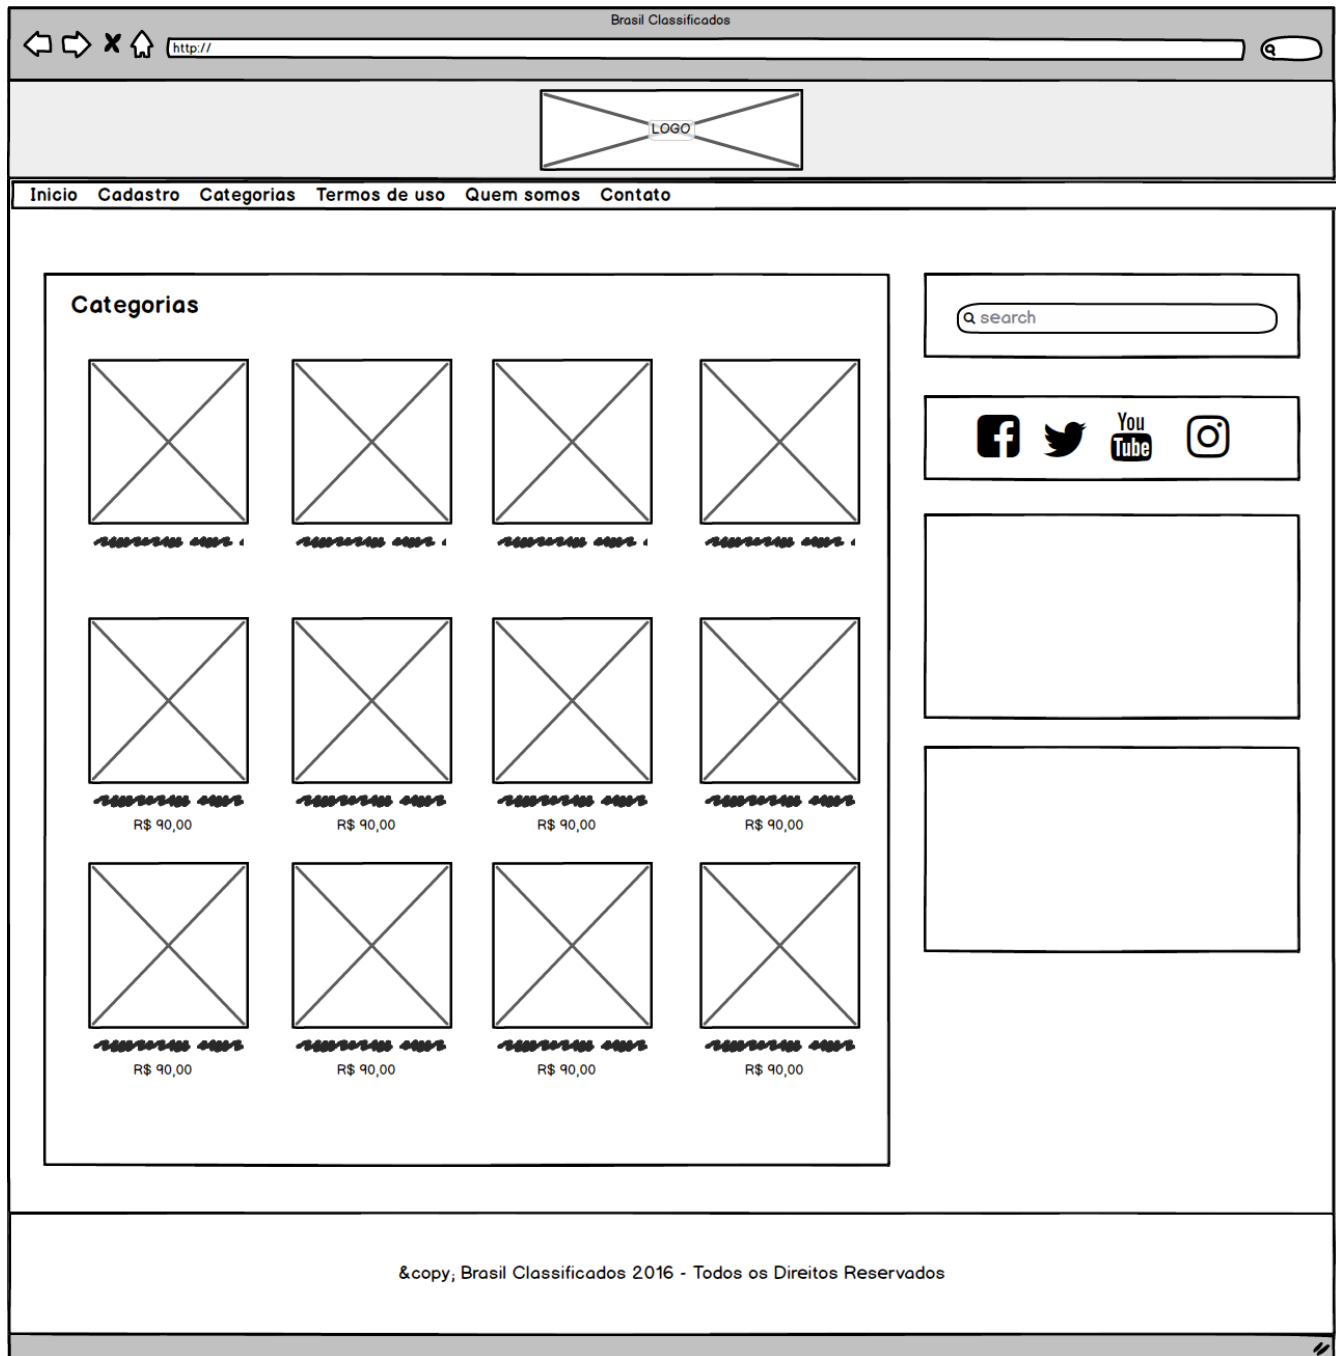 Brasil Classificados
http://
LOGO
Inicio Cadastro Categorias Termos de uso Quem somos Contato
Categorias
search
You
Tube
R$ 90,00 R$ 90,00 R$ 90,00 R$ 90,00
R$ 90,00 R$ 90,00 R$ 90,00 R$ 90,00
&copy; Brasil Classificados 2016 - Todos os Direitos Reservados